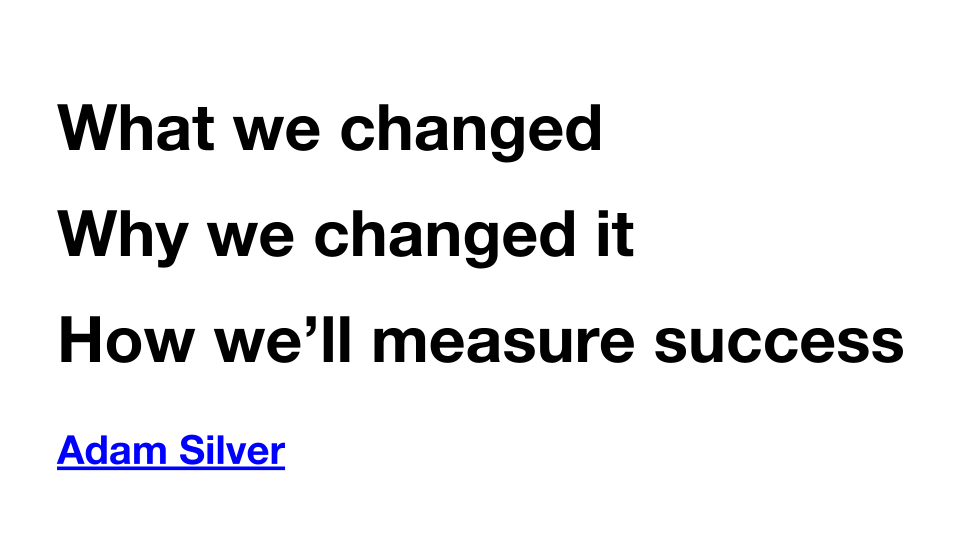 What we changed
Why we changed it
How we’ll measure success
Adam Silver